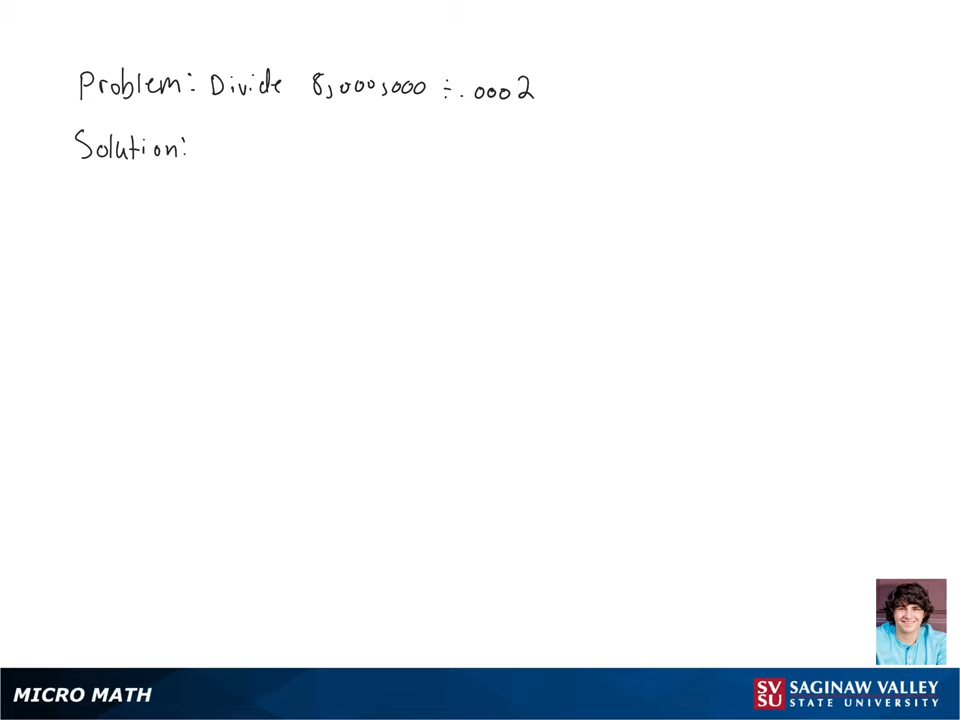 Problem: Divide 8,000,000 ÷ .0002
Solution:
MICRO MATH
SV
SU
SAGINAW VALLEY
STATE UNIVERSITY